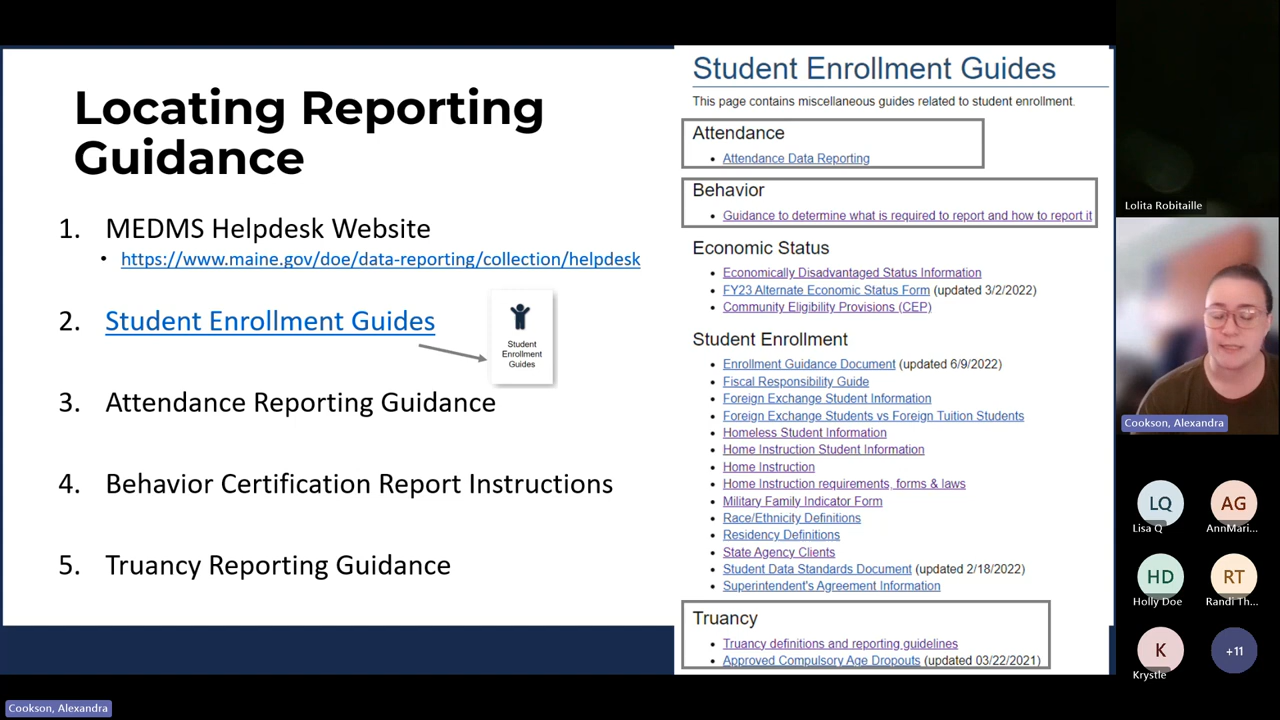 Locating Reporting
Guidance
1. MEDMS Helpdesk Website
• https://www.maine.gov/doe/data-reporting/collection/helpdesk
2. Student Enrollment Guides
Student
Enrollment
Guides
3. Attendance Reporting Guidance
4. Behavior Certification Report Instructions
5. Truancy Reporting Guidance
Student Enrollment Guides
This page contains miscellaneous guides related to student enrollment.
Attendance
• Attendance Data Reporting
Behavior
• Guidance to determine what is required to report and how to report it
Economic Status
• Economically Disadvantaged Status Information
• FY23 Alternate Economic Status Form (updated 3/2/2022)
• Community Eligibility Provisions (CEP)
Student Enrollment
• Enrollment Guidance Document (updated 6/9/2022)
• Fiscal Responsibility Guide
• Foreign Exchange Student Information
• Foreign Exchange Students vs Foreign Tuition Students
• Homeless Student Information
• Home Instruction Student Information
• Home Instruction
• Home Instruction requirements, forms & laws
• Military Family Indicator Form
• Race/Ethnicity Definitions
• Residency Definitions
• State Agency Clients
• Student Data Standards Document (updated 2/18/2022)
• Superintendent's Agreement Information
Truancy
• Truancy definitions and reporting guidelines
• Approved Compulsory Age Dropouts (updated 03/22/2021)
Lolita Robitaille
Cookson, Alexandra
LQ
Lisa Q
AG
AnnMari...
HD
Holly Doe
RT
Randi Th...
K
Krystle
+11
Cookson, Alexandra